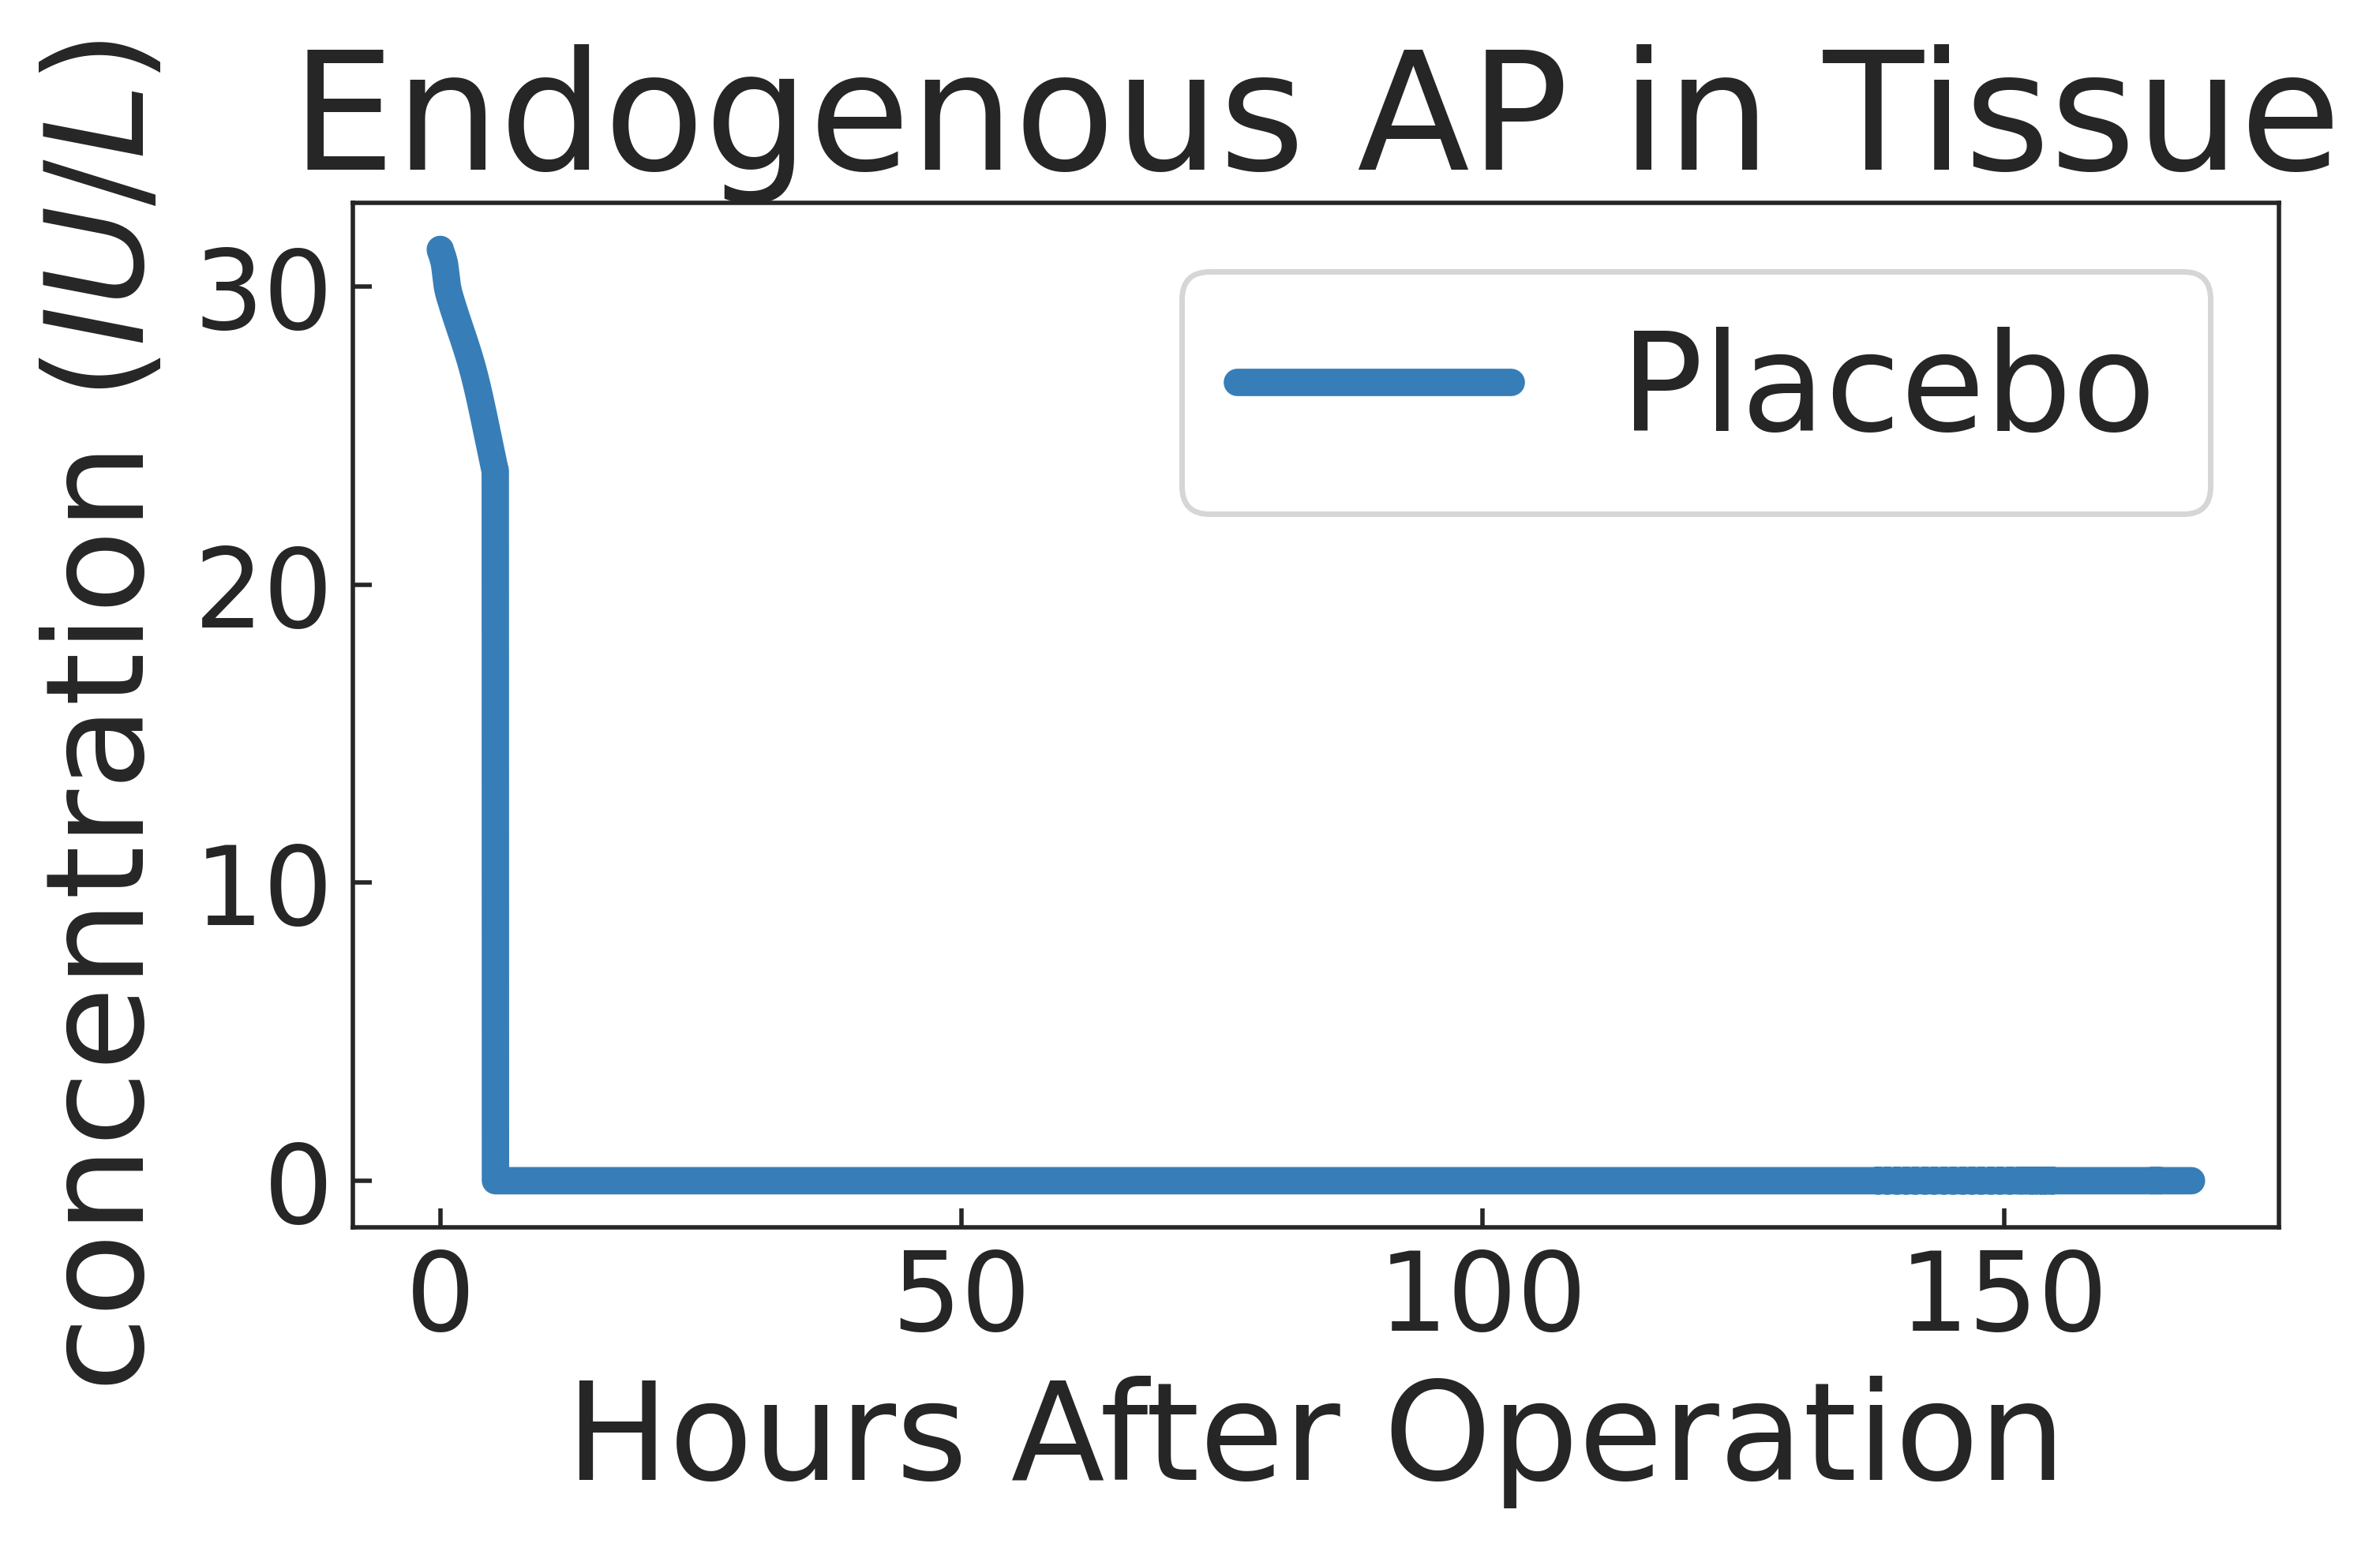 Endogenous AP in Tissue
concentration (IU/L)
30
20
10
0
Placebo
0 50 100 150
Hours After Operation